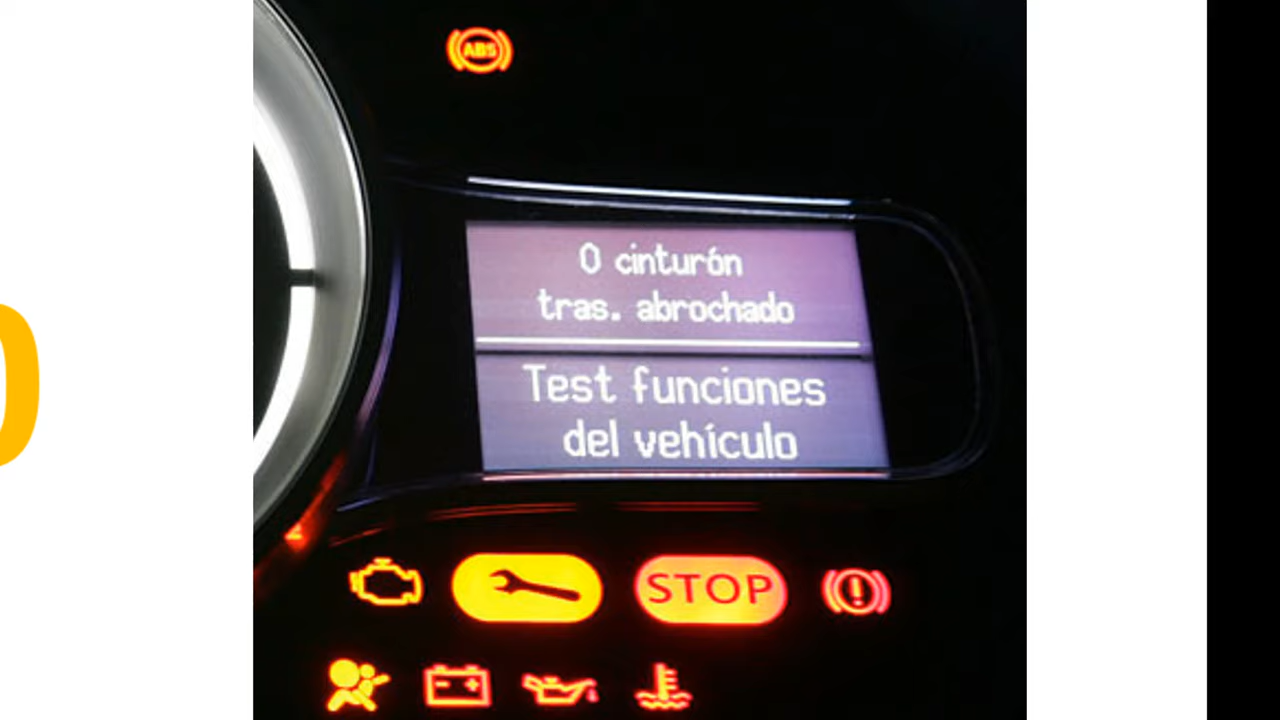 ABS
0 cinturón
tras. abrochado
Test funciones
del vehículo
STOP